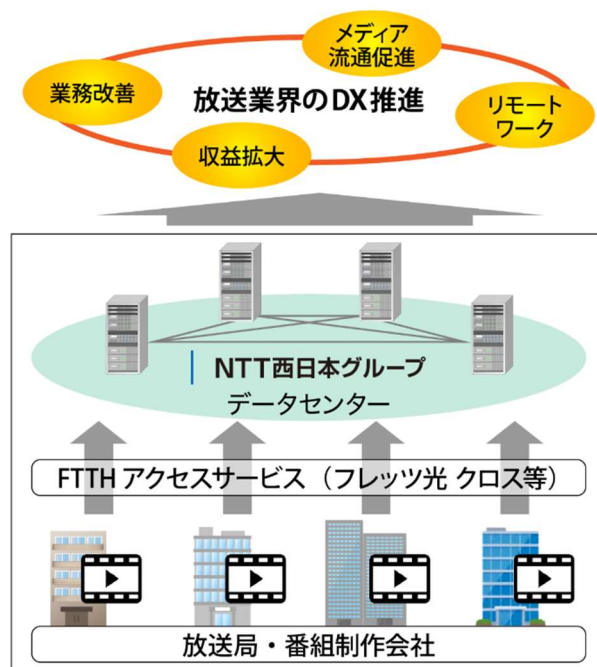 メディア
流通促進
業務改善
放送業界のDX推進
リモート
ワーク
収益拡大
NTT西日本グループ
データセンター
FTTH アクセスサービス（フレッツ光 クロス等）
放送局・番組制作会社